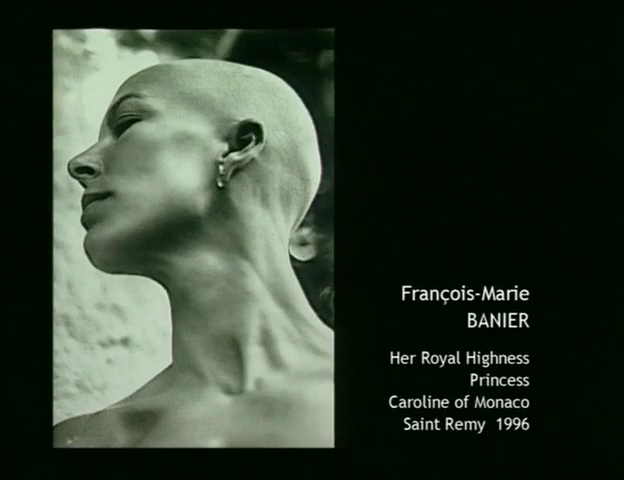 François-Marie
BANIER
Her Royal Highness
Princess
Caroline of Monaco
Saint Remy 1996